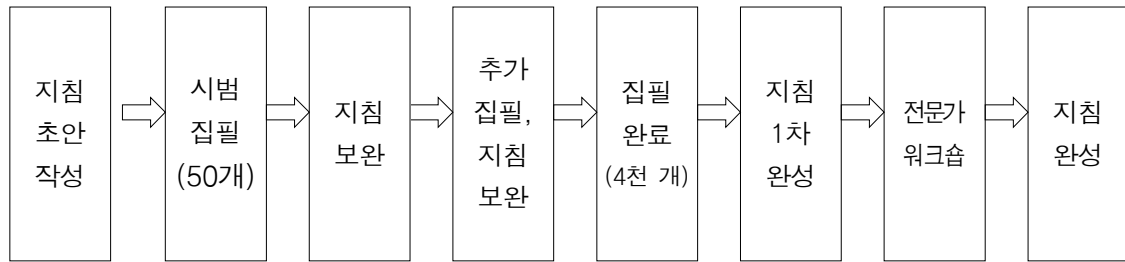 지침
초안
작성
시범
집필
(50개)
지침
보완
추가
집필,
지침
보완
집필
완료
(4천 개)
지침
1차
완성
전문가
워크숍
지침
완성